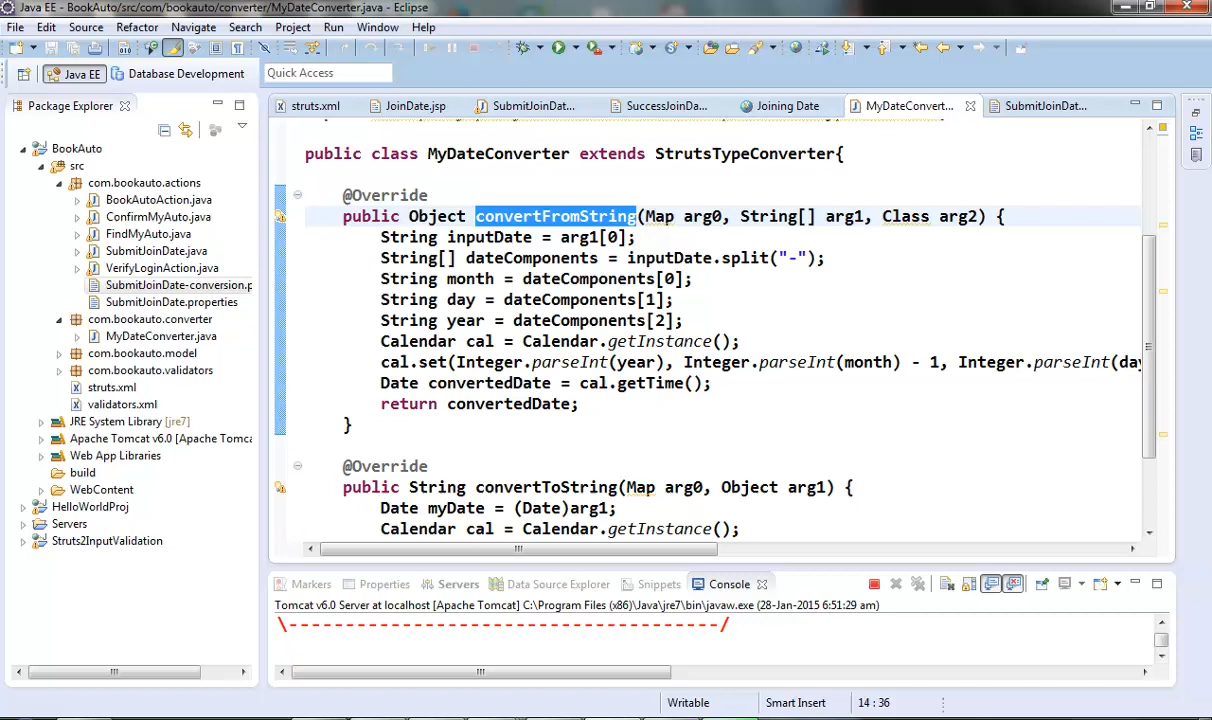 Java EE - BookAuto/src/com/bookauto/converter/MyDateConverter.java - Eclipse
File Edit Source Refactor Navigate Search Project Run Window Help
Java EE Database Development Quick Access
Package Explorer
struts.xml JoinDate.jsp SubmitJoinDat... SuccessJoinDa... Joining Date MyDateConvert... SubmitJoinDat...
BookAuto
src
com.bookauto.actions
BookAutoAction.java
ConfirmMyAuto.java
FindMyAuto.java
SubmitJoinDate.java
VerifyLoginAction.java
SubmitJoinDate-conversion.p
SubmitJoinDate.properties
com.bookauto.converter
MyDateConverter.java
com.bookauto.model
com.bookauto.validators
struts.xml
validators.xml
JRE System Library [jre7]
Apache Tomcat v6.0 [Apache Tomca
Web App Libraries
build
WebContent
HelloWorldProj
Servers
Struts2InputValidation
public class MyDateConverter extends StrutsTypeConverter{
@Override
public Object convertFromString(Map arg0, String[] arg1, Class arg2) {
String inputDate = arg1[0];
String[] dateComponents = inputDate.split("-");
String month = dateComponents[0];
String day = dateComponents[1];
String year = dateComponents[2];
Calendar cal = Calendar.getInstance();
cal.set(Integer.parseInt(year), Integer.parseInt(month) - 1, Integer.parseInt(day
Date convertedDate = cal.getTime();
return convertedDate;
}
@Override
public String convertToString(Map arg0, Object arg1) {
Date myDate = (Date)arg1;
Calendar cal = Calendar.getInstance();
Markers Properties Servers Data Source Explorer Snippets Console
Tomcat v6.0 Server at localhost [Apache Tomcat] C:\Program Files (x86)\Java\jre7\bin\javaw.exe (28-Jan-2015 6:51:29 am)
\---------------------------------------/
Writable Smart Insert 14 : 36